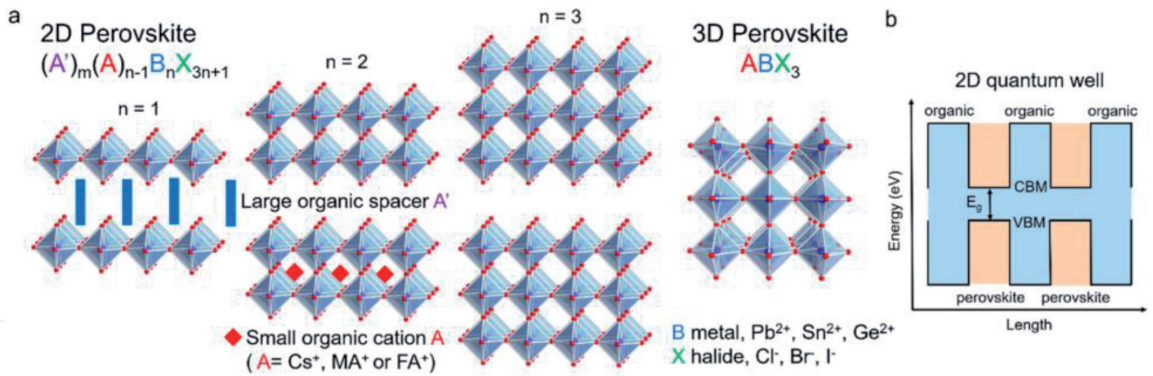 a
2D Perovskite
(A')m(A)n-1BnX3n+1
n = 1
n = 2
n = 3
Large organic spacer A'
Small organic cation A
( A= Cs⁺, MA⁺ or FA⁺)
3D Perovskite
ABX₃
B metal, Pb²⁺, Sn²⁺, Ge²⁺
X halide, Cl⁻, Br⁻, I⁻
b
2D quantum well
organic organic organic
CBM
Eg
VBM
perovskite perovskite
Energy (eV)
Length